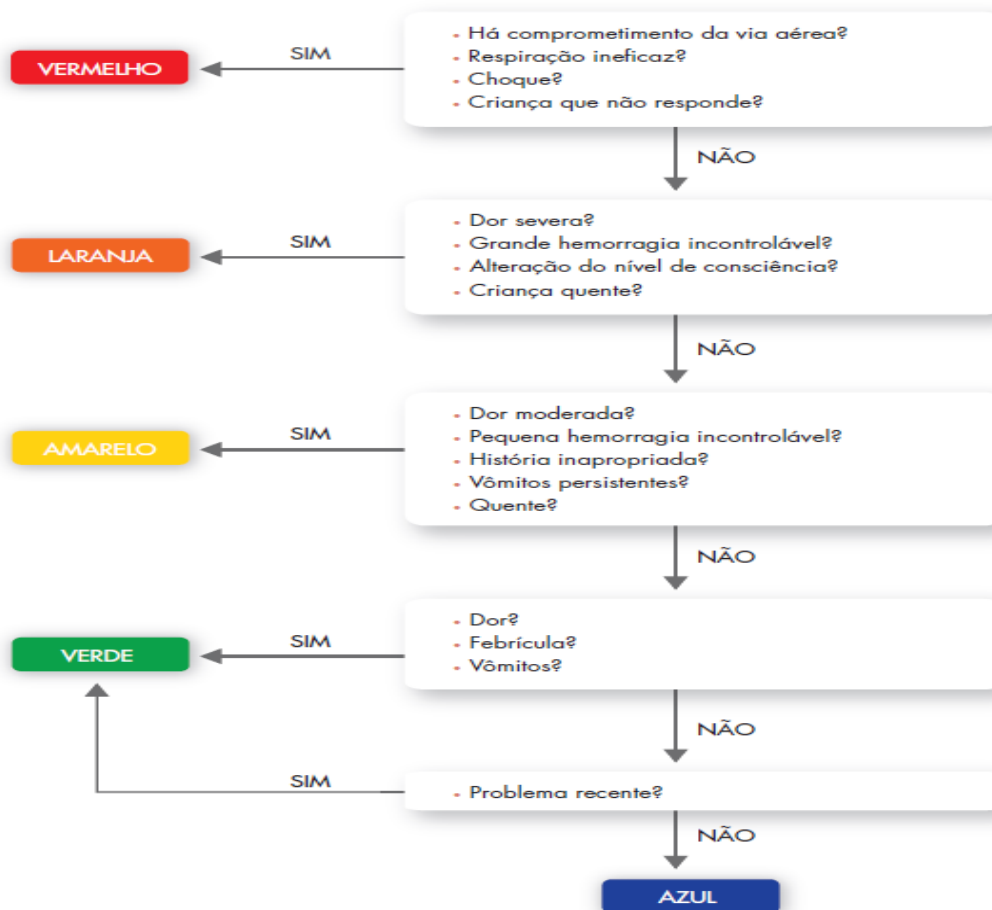 • Há comprometimento da via aérea?
• Respiração ineficaz?
• Choque?
• Criança que não responde?
SIM
VERMELHO
NÃO
• Dor severa?
• Grande hemorragia incontrolável?
• Alteração do nível de consciência?
• Criança quente?
SIM
LARANJA
NÃO
• Dor moderada?
• Pequena hemorragia incontrolável?
• História inapropriada?
• Vômitos persistentes?
• Quente?
SIM
AMARELO
NÃO
• Dor?
• Febrícula?
• Vômitos?
SIM
VERDE
NÃO
• Problema recente?
SIM
NÃO
AZUL